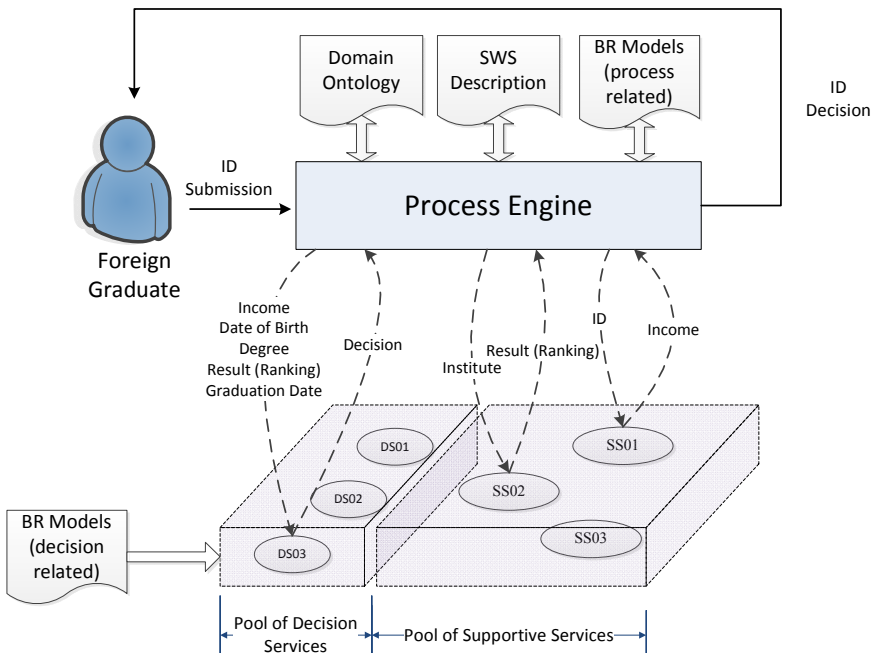 Domain
Ontology
SWS
Description
BR Models
(process
related)
ID
Decision
ID
Submission
Process Engine
Foreign
Graduate
Income
Date of Birth
Degree
Result (Ranking)
Graduation Date
Decision
Institute
Result (Ranking)
ID
Income
DS01
DS02
DS03
SS01
SS02
SS03
BR Models
(decision
related)
Pool of Decision
Services
Pool of Supportive Services